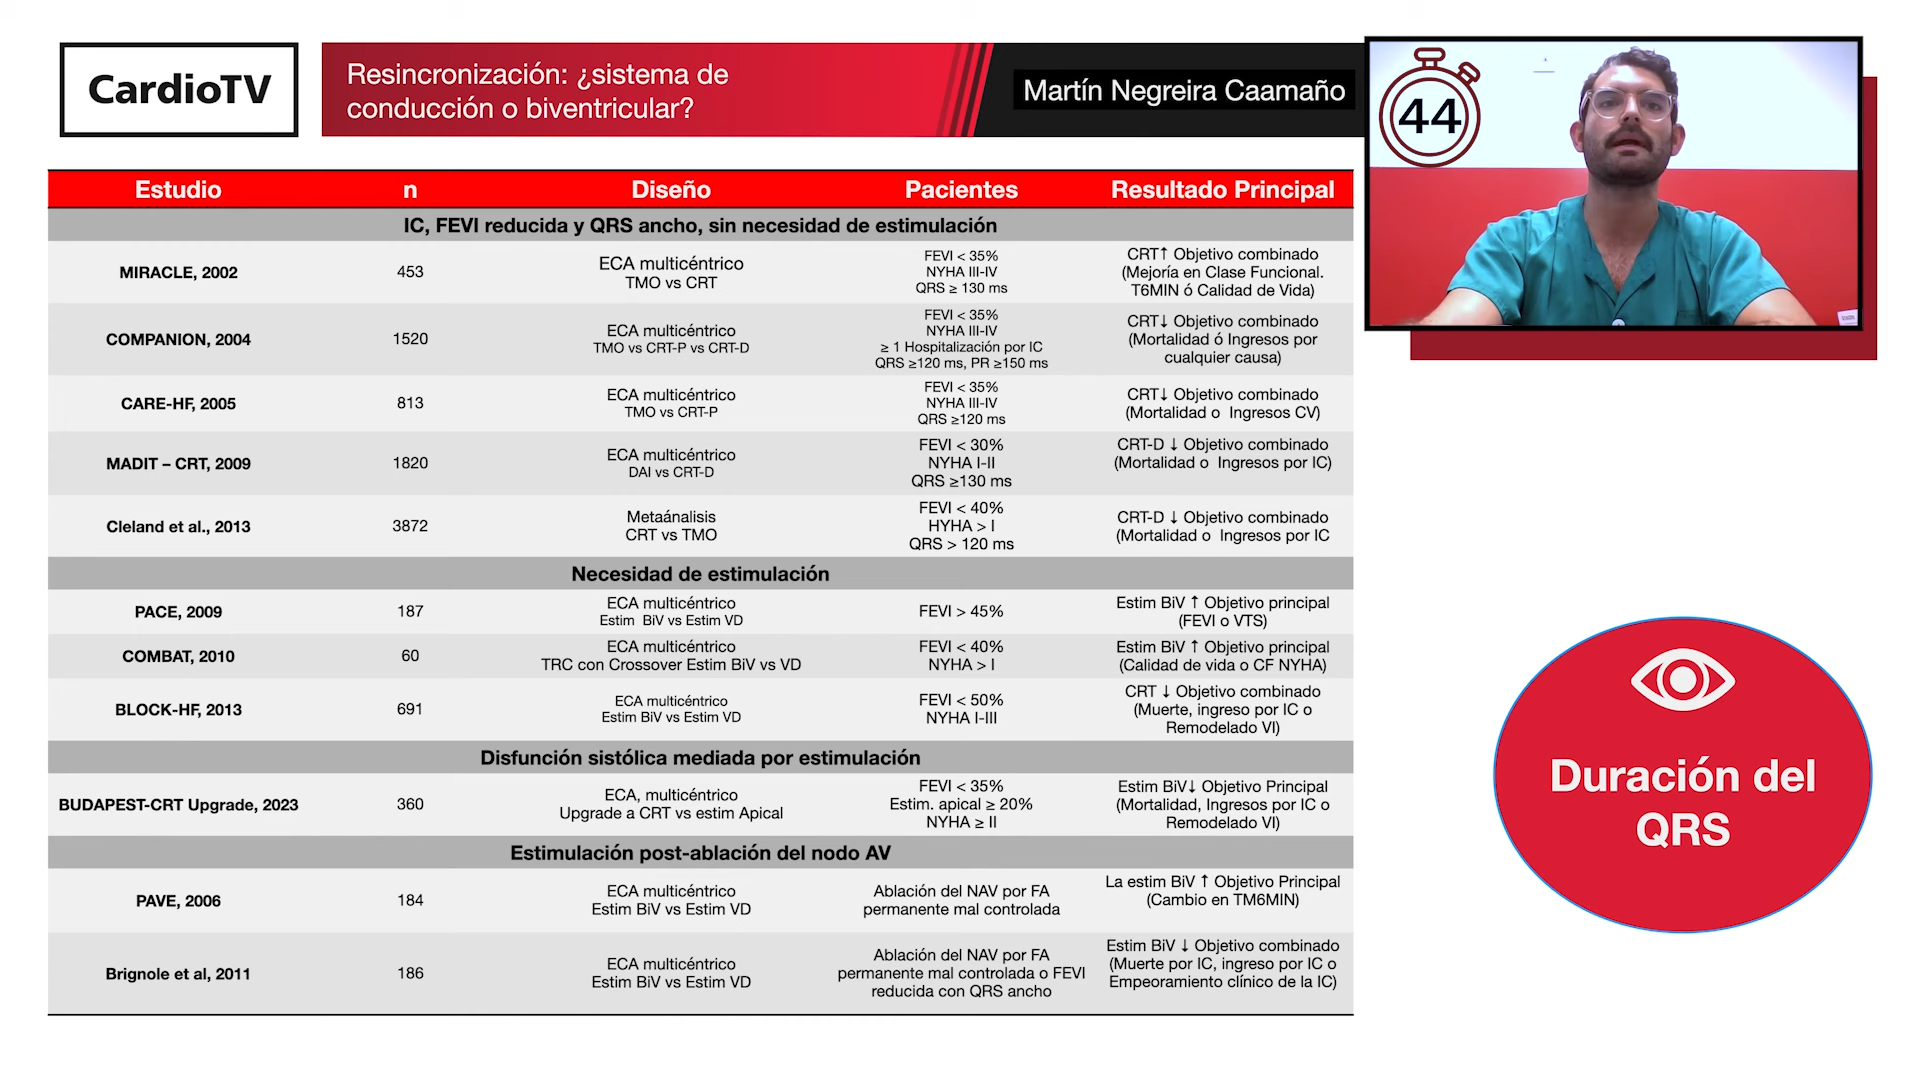 CardioTV
Resincronización: ¿sistema de
conducción o biventricular?
Martín Negreira Caamaño
44
Estudio n Diseño Pacientes Resultado Principal
IC, FEVI reducida y QRS ancho, sin necesidad de estimulación
MIRACLE, 2002
453
ECA multicéntrico
TMO vs CRT
FEVI < 35%
NYHA III-IV
QRS ≥ 130 ms
CRT↑ Objetivo combinado
(Mejoría en Clase Funcional.
T6MIN ó Calidad de Vida)
COMPANION, 2004
1520
ECA multicéntrico
TMO vs CRT-P vs CRT-D
FEVI < 35%
NYHA III-IV
≥ 1 Hospitalización por IC
QRS ≥120 ms, PR ≥150 ms
CRT↓ Objetivo combinado
(Mortalidad ó Ingresos por
cualquier causa)
CARE-HF, 2005
813
ECA multicéntrico
TMO vs CRT-P
FEVI < 35%
NYHA III-IV
QRS ≥120 ms
CRT↓ Objetivo combinado
(Mortalidad o Ingresos CV)
MADIT – CRT, 2009
1820
ECA multicéntrico
DAI vs CRT-D
FEVI < 30%
NYHA I-II
QRS ≥130 ms
CRT-D ↓ Objetivo combinado
(Mortalidad o Ingresos por IC)
Cleland et al., 2013
3872
Metaánalisis
CRT vs TMO
FEVI < 40%
HYHA > I
QRS > 120 ms
CRT-D ↓ Objetivo combinado
(Mortalidad o Ingresos por IC
Necesidad de estimulación
PACE, 2009
187
ECA multicéntrico
Estim BiV vs Estim VD
FEVI > 45%
Estim BiV ↑ Objetivo principal
(FEVI o VTS)
COMBAT, 2010
60
ECA multicéntrico
TRC con Crossover Estim BiV vs VD
FEVI < 40%
NYHA > I
Estim BiV ↑ Objetivo principal
(Calidad de vida o CF NYHA)
BLOCK-HF, 2013
691
ECA multicéntrico
Estim BiV vs Estim VD
FEVI < 50%
NYHA I-III
CRT ↓ Objetivo combinado
(Muerte, ingreso por IC o
Remodelado VI)
Disfunción sistólica mediada por estimulación
BUDAPEST-CRT Upgrade, 2023
360
ECA, multicéntrico
Upgrade a CRT vs estim Apical
FEVI < 35%
Estim. apical ≥ 20%
NYHA ≥ II
Estim BiV↓ Objetivo Principal
(Mortalidad, Ingresos por IC o
Remodelado VI)
Estimulación post-ablación del nodo AV
PAVE, 2006
184
ECA multicéntrico
Estim BiV vs Estim VD
Ablación del NAV por FA
permanente mal controlada
La estim BiV ↑ Objetivo Principal
(Cambio en TM6MIN)
Brignole et al, 2011
186
ECA multicéntrico
Estim BiV vs Estim VD
Ablación del NAV por FA
permanente mal controlada o FEVI
reducida con QRS ancho
Estim BiV ↓ Objetivo combinado
(Muerte por IC, ingreso por IC o
Empeoramiento clínico de la IC)
Duración del
QRS